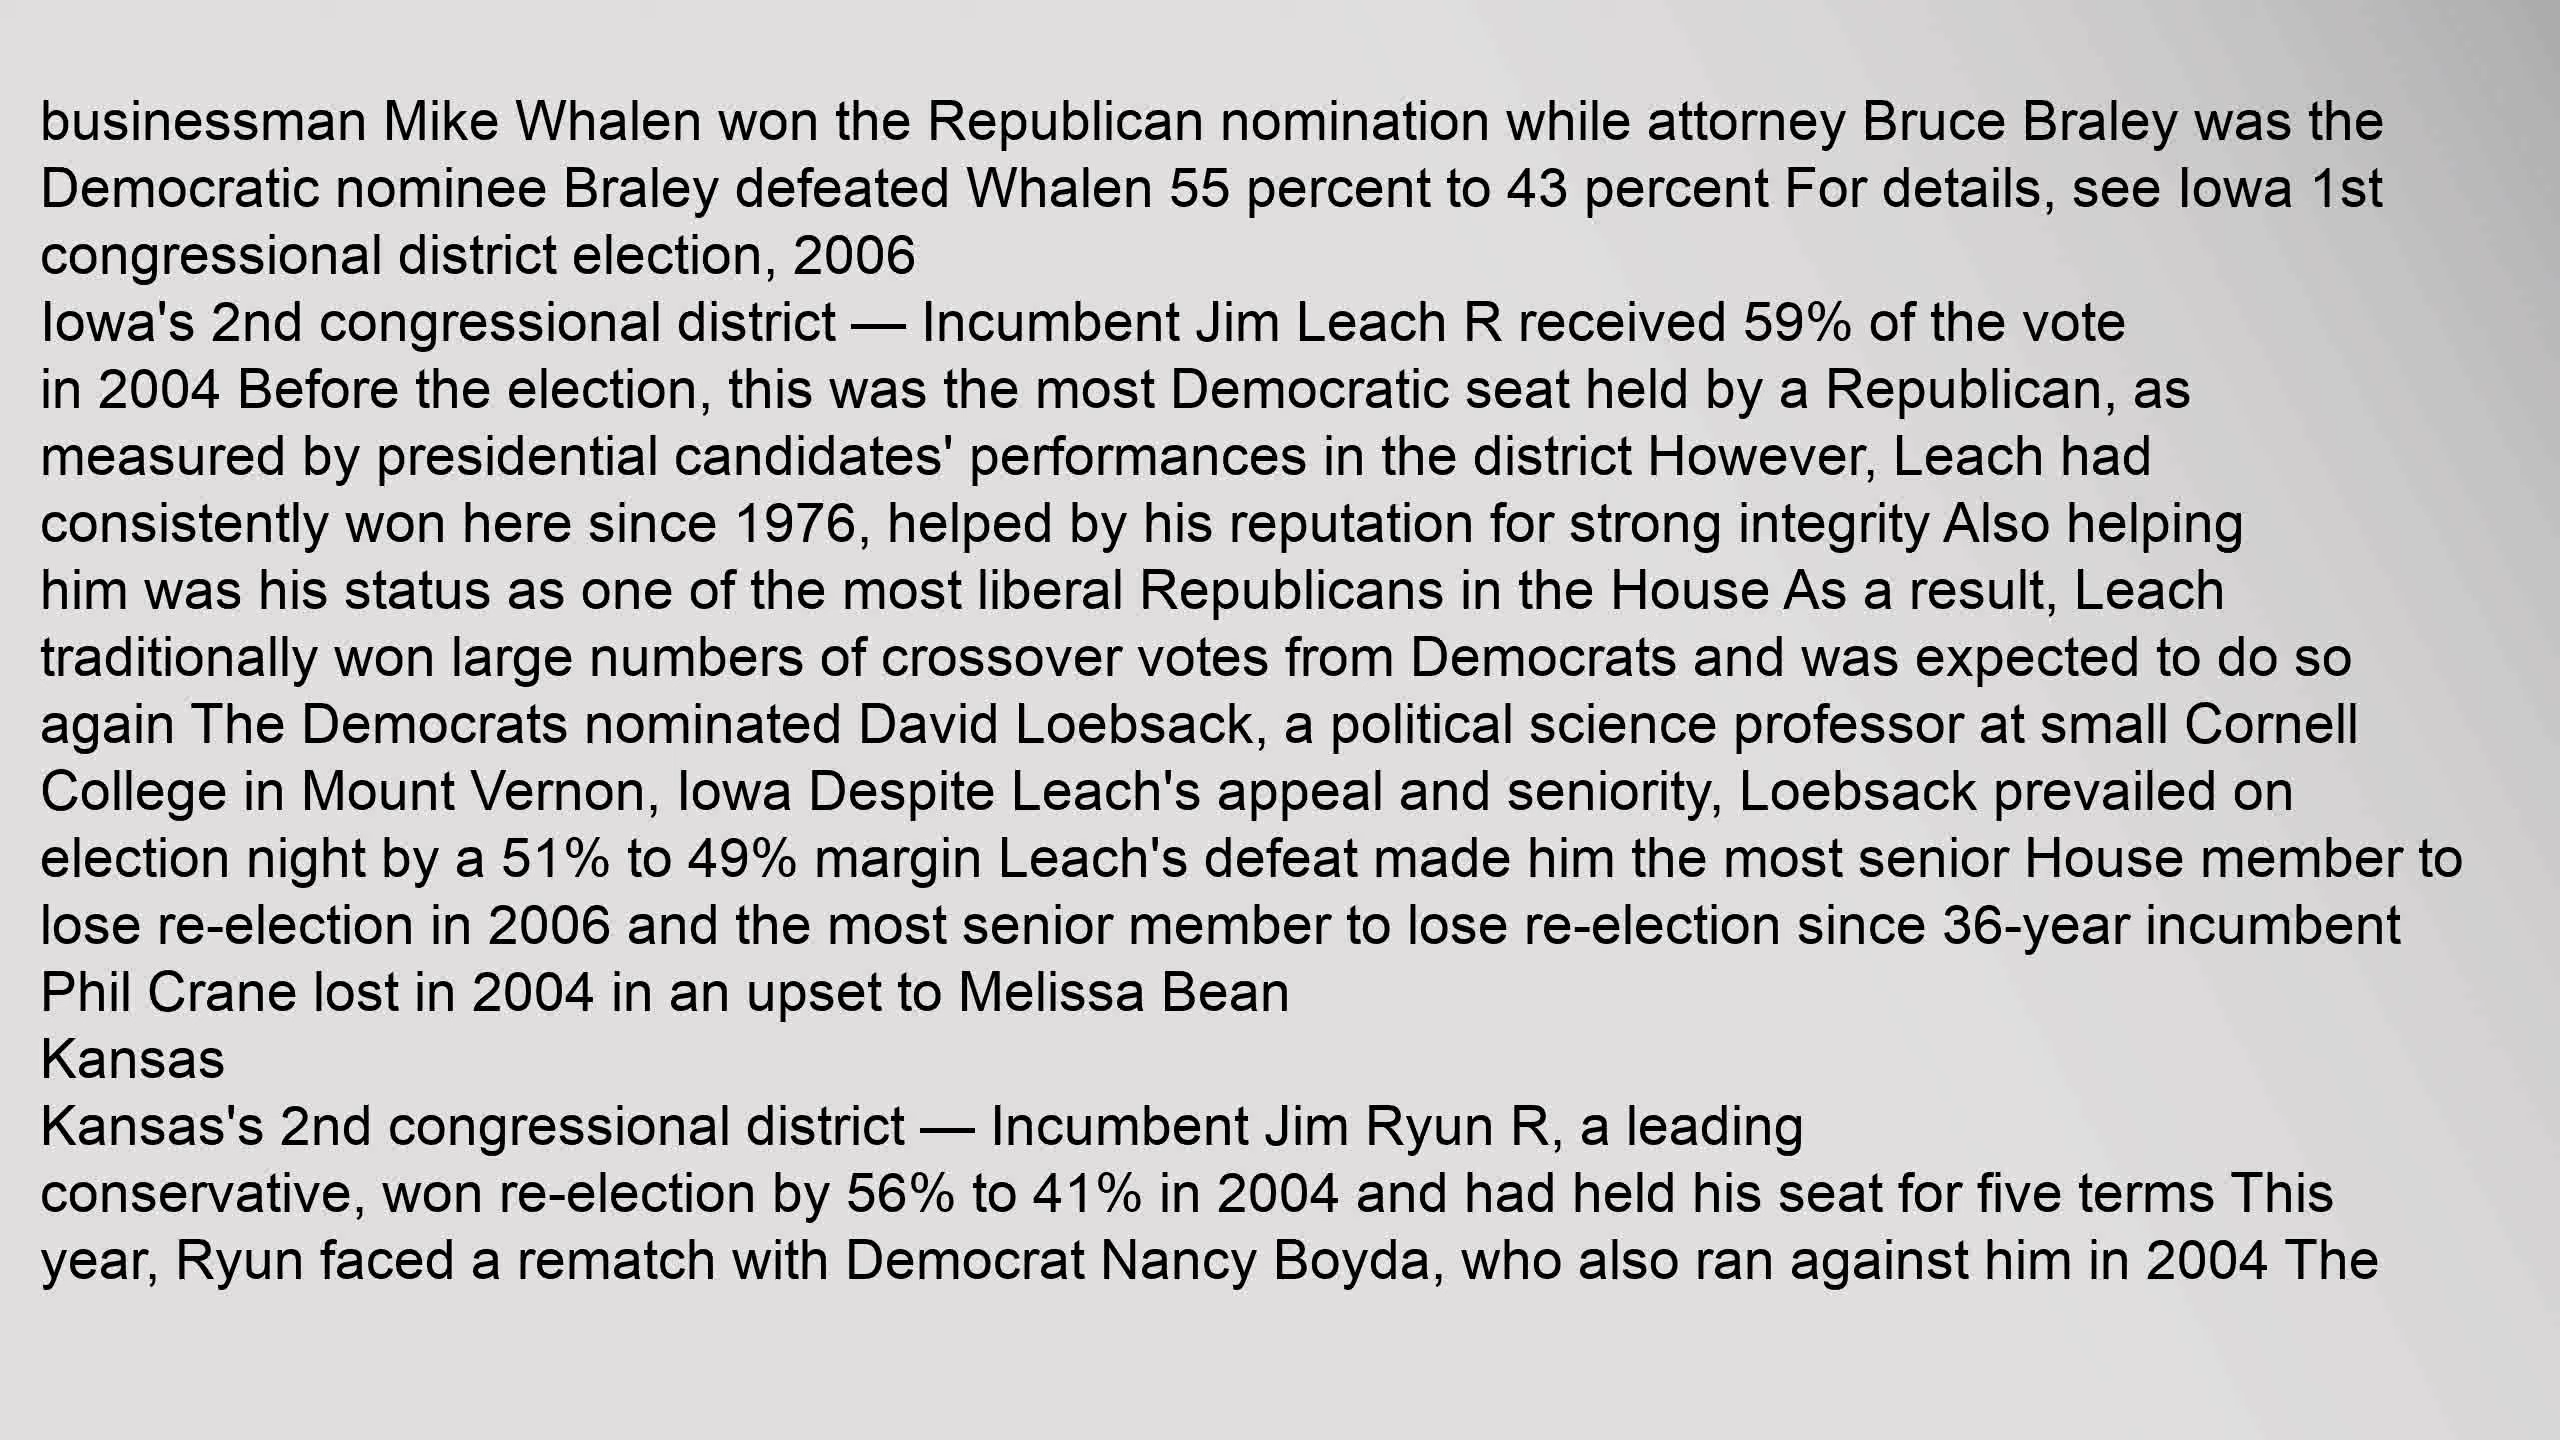 businessman Mike Whalen won the Republican nomination while attorney Bruce Braley was the
Democratic nominee Braley defeated Whalen 55 percent to 43 percent For details, see Iowa 1st
congressional district election, 2006
Iowa's 2nd congressional district — Incumbent Jim Leach R received 59% of the vote
in 2004 Before the election, this was the most Democratic seat held by a Republican, as
measured by presidential candidates' performances in the district However, Leach had
consistently won here since 1976, helped by his reputation for strong integrity Also helping
him was his status as one of the most liberal Republicans in the House As a result, Leach
traditionally won large numbers of crossover votes from Democrats and was expected to do so
again The Democrats nominated David Loebsack, a political science professor at small Cornell
College in Mount Vernon, Iowa Despite Leach's appeal and seniority, Loebsack prevailed on
election night by a 51% to 49% margin Leach's defeat made him the most senior House member to
lose re-election in 2006 and the most senior member to lose re-election since 36-year incumbent
Phil Crane lost in 2004 in an upset to Melissa Bean
Kansas
Kansas's 2nd congressional district — Incumbent Jim Ryun R, a leading
conservative, won re-election by 56% to 41% in 2004 and had held his seat for five terms This
year, Ryun faced a rematch with Democrat Nancy Boyda, who also ran against him in 2004 The